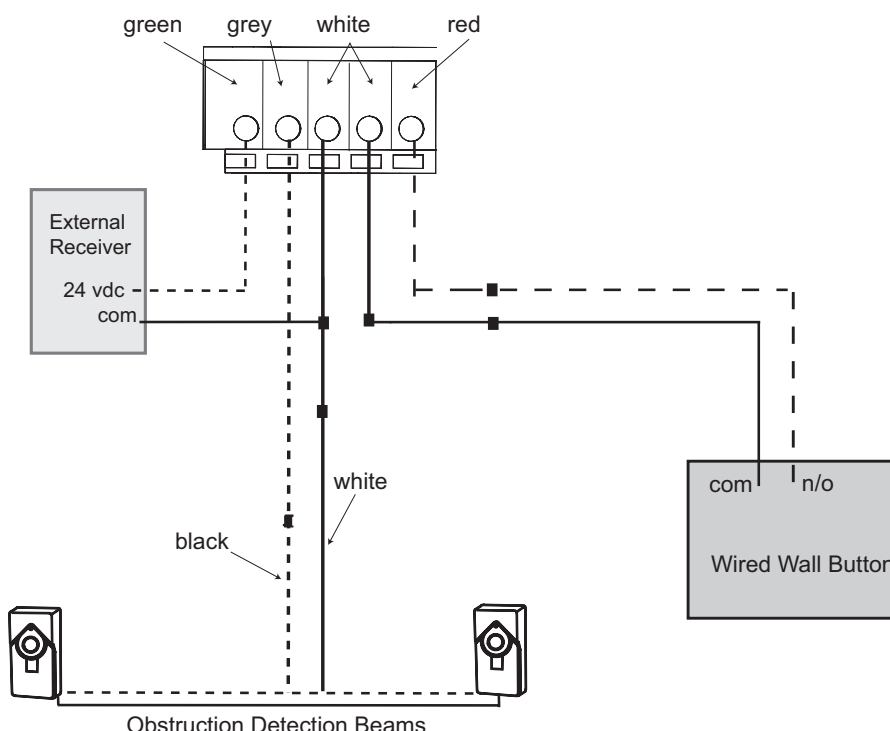 green grey white red
External
Receiver
24 vdc
com
white
black
com n/o
Wired Wall Button
Obstruction Detection Beams